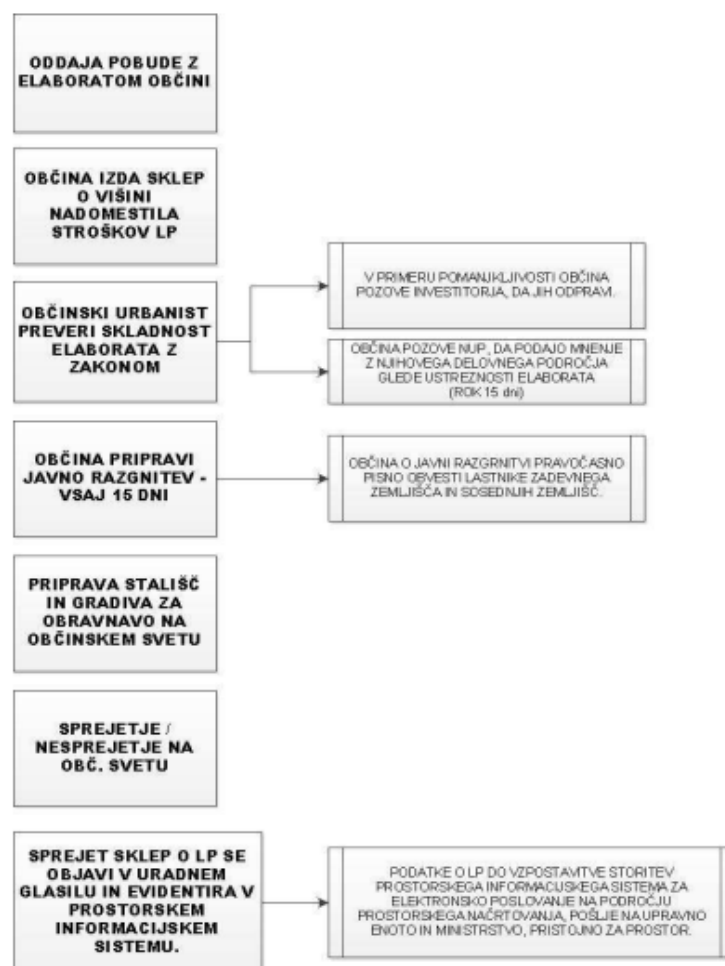 ODDAJA POBUDE Z
ELABORATOM OBČINI
OBČINA IZDA SKLEP
O VIŠINI
NADOMESTILA
STROŠKOV LP
OBČINSKI URBANIST
PREVERI SKLADNOST
ELABORATA Z
ZAKONOM
V PRIMERU POMANJKLJIVOSTI OBČINA
POZOVE INVESTITORJA, DA JIH ODPRAVI.
OBČINA POZOVE NUP, DA PODAJO MNENJE
Z NJIHOVEGA DELOVNEGA PODROČJA
GLEDE USTREZNOSTI ELABORATA
(ROK 15 dni)
OBČINA PRIPRAVI
JAVNO RAZGNITEV -
VSAJ 15 DNI
OBČINA O JAVNI RAZGRNITVI PRAVOČASNO
PISNO OBVESTI LASTNIKE ZADEVNEGA
ZEMLJIŠČA IN SOSEDNJIH ZEMLJIŠČ.
PRIPRAVA STALIŠČ
IN GRADIVA ZA
OBRAVNAVO NA
OBČINSKEM SVETU
SPREJETJE /
NESPREJETJE NA
OBČ. SVETU
SPREJET SKLEP O LP SE
OBJAVI V URADNEM
GLASILU IN EVIDENTIRA V
PROSTORSKEM
INFORMACIJSKEM
SISTEMU.
PODATKE O LP DO VZPOSTAVITVE STORITEV
PROSTORSKEGA INFORMACIJSKEGA SISTEMA ZA
ELEKTRONSKO POSLOVANJE NA PODROČJU
PROSTORSKEGA NAČRTOVANJA, POŠLJE NA UPRAVNO
ENOTO IN MINISTRSTVO, PRISTOJNO ZA PROSTOR.